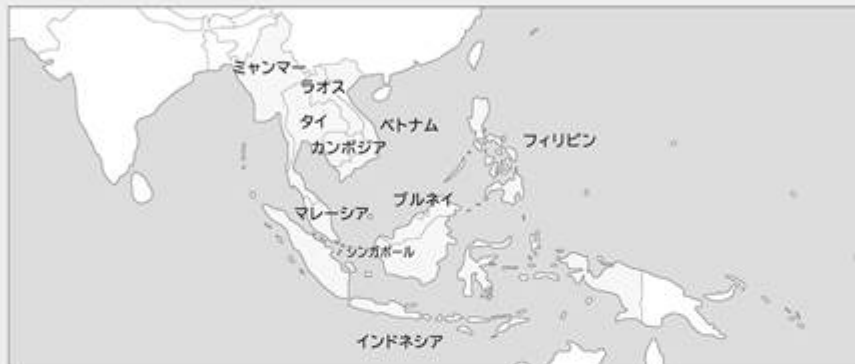 ミャンマー
ラオス
タイ
ベトナム
カンボジア
フィリピン
ブルネイ
マレーシア
シンガポール
インドネシア